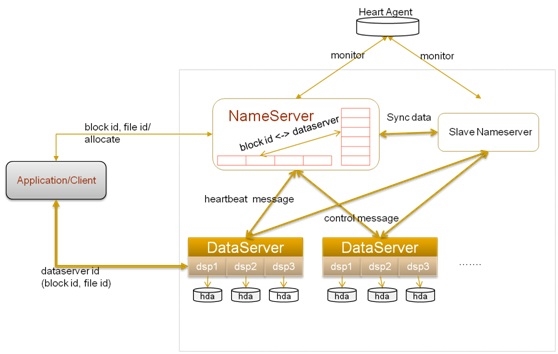 Heart Agent
monitor
monitor
NameServer
block id <-> dataserver
Sync data
Slave Nameserver
block id, file id/
allocate
Application/Client
heartbeat message
control message
DataServer
dsp1 dsp2 dsp3
hda hda hda
DataServer
dsp1 dsp2 dsp3
hda hda hda
.......
dataserver id
(block id, file id)